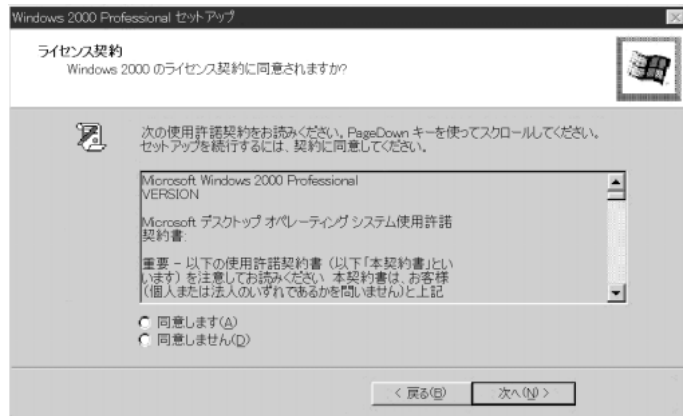 Windows 2000 Professional セットアップ
ライセンス契約
Windows 2000 のライセンス契約に同意されますか?
次の使用許諾契約をお読みください。PageDown キーを使ってスクロールしてください。
セットアップを続行するには、契約に同意してください。
Microsoft Windows 2000 Professional
VERSION
Microsoft デスクトップ オペレーティング システム使用許諾
契約書:
重要 - 以下の使用許諾契約書 (以下「本契約書」とい
います) を注意してお読みください 本契約書は、お客様
(個人または法人のいずれであるかを問いません)と上記
同意します(A)
同意しません(D)
< 戻る(B)
次へ(N) >